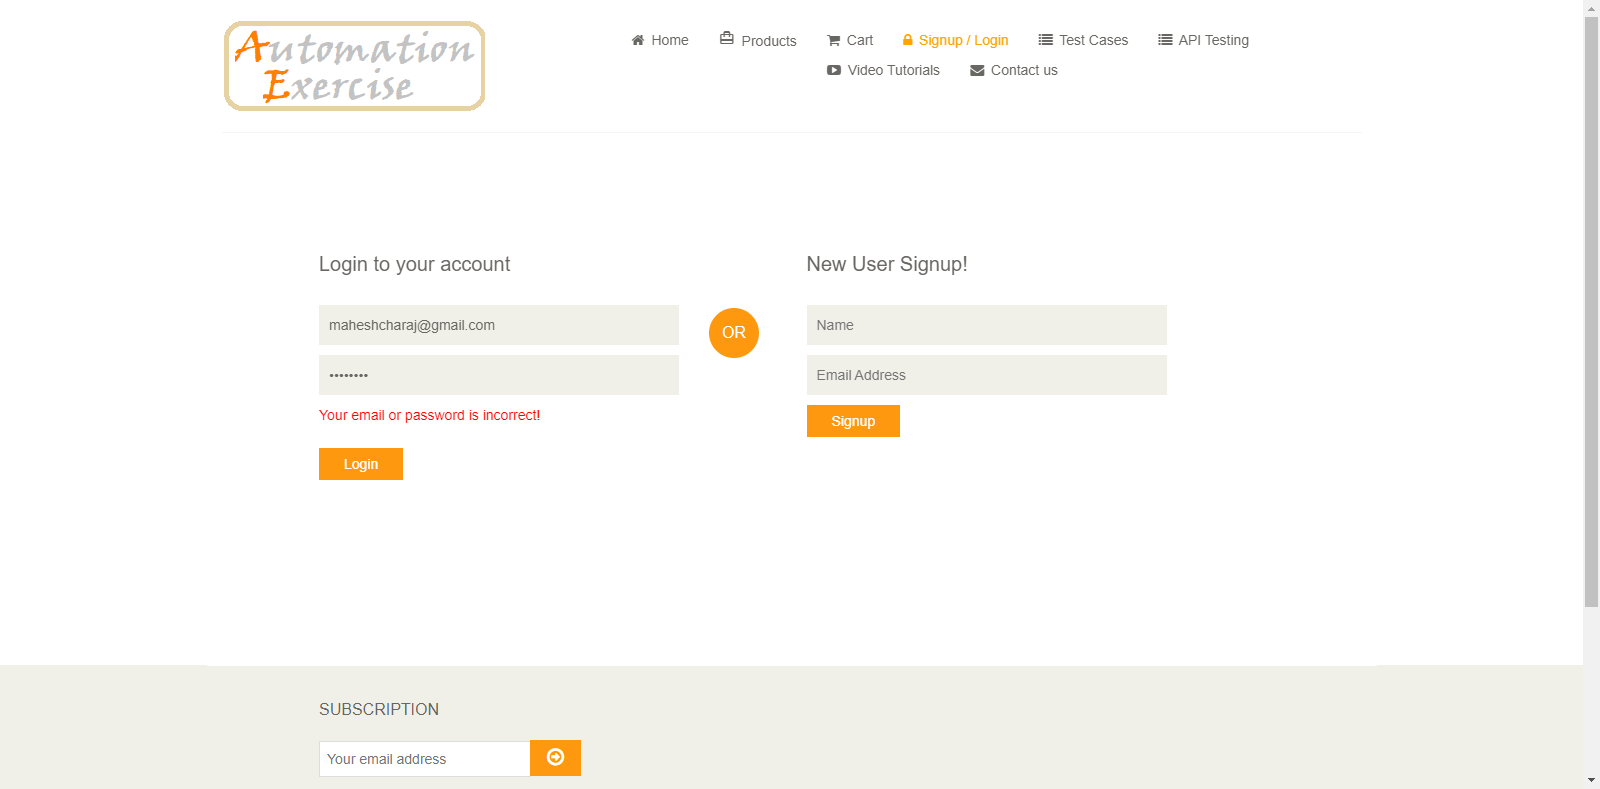 Automation
Exercise
Home
Products
Cart
Signup / Login
Test Cases
API Testing
Video Tutorials
Contact us
Login to your account
maheshcharaj@gmail.com
••••••••
Your email or password is incorrect!
Login
OR
New User Signup!
Name
Email Address
Signup
SUBSCRIPTION
Your email address